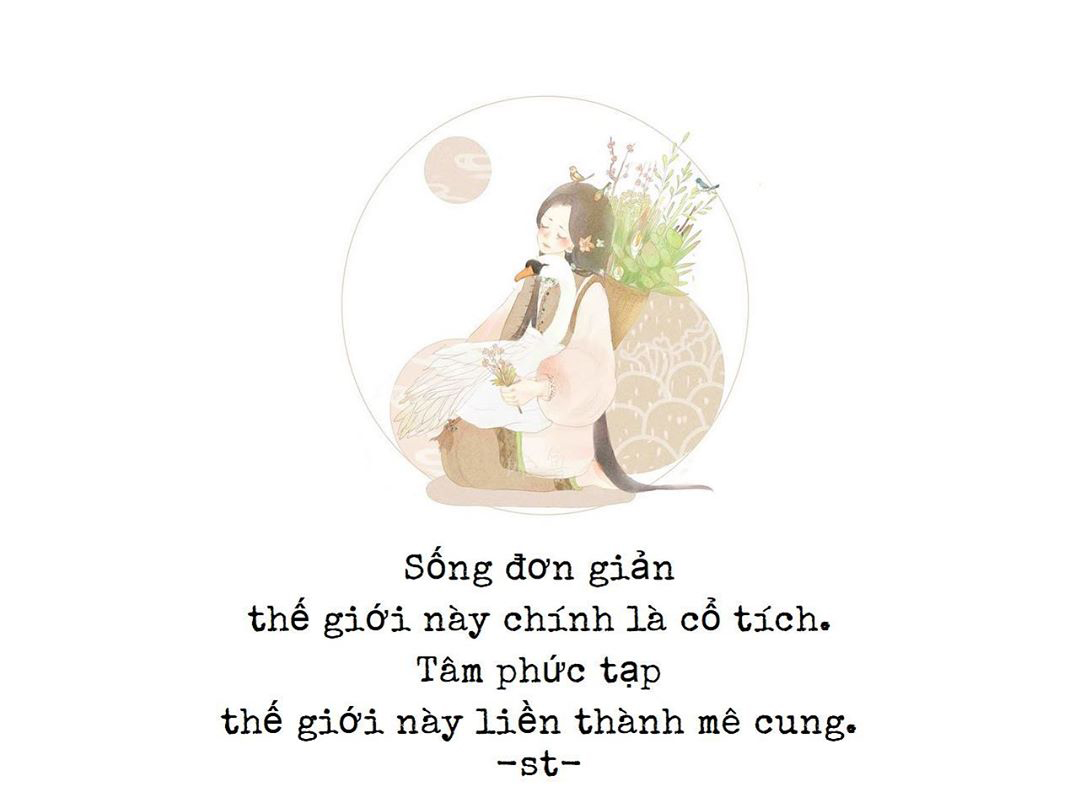 Sống đơn giản
thế giới này chính là cổ tích.
Tâm phức tạp
thế giới này liền thành mê cung.
-st-